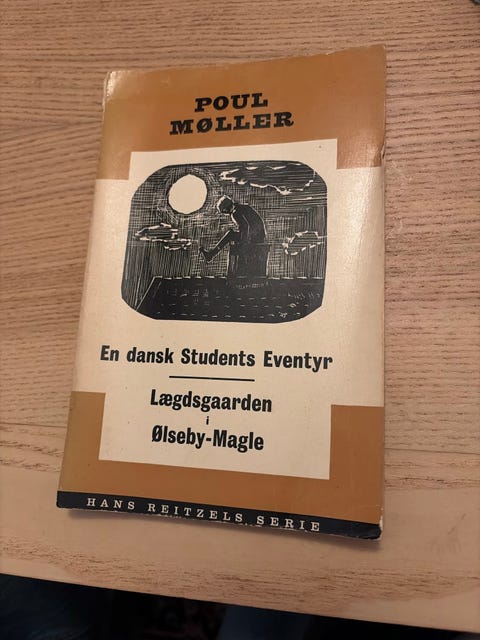 POUL
MØLLER
En dansk Students Eventyr
Lægdsgaarden
i
Ølseby-Magle
HANS REITZELS SERIE